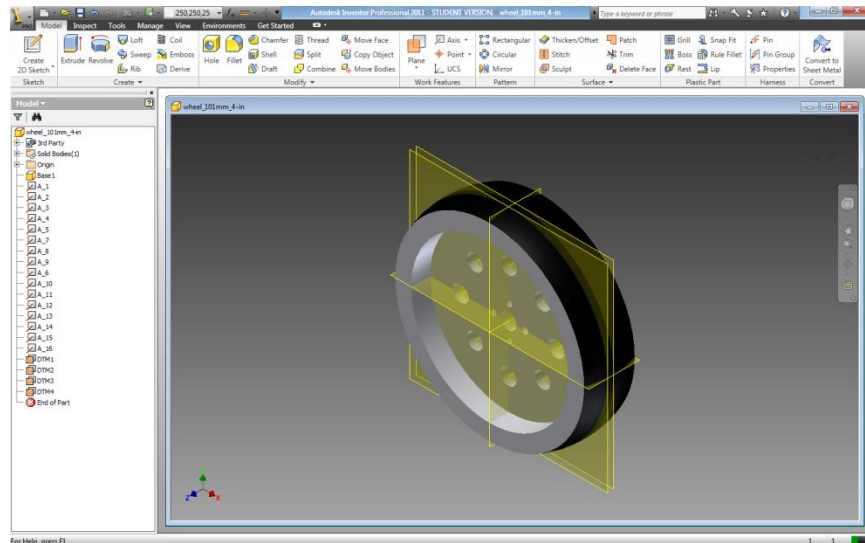 250,250,25
Autodesk Inventor Professional 2011 - STUDENT VERSION wheel_101mm_4-in
Type a keyword or phrase
PRO Model Inspect Tools Manage View Environments Get Started
Create 2D Sketch
Extrude Revolve
Loft Coil
Sweep Emboss
Rib Derive
Hole Fillet
Chamfer Thread Move Face
Shell Split Copy Object
Draft Combine Move Bodies
Plane
Axis
Point
UCS
Rectangular
Circular
Mirror
Thicken/Offset Patch
Stitch Trim
Sculpt Delete Face
Grill Snap Fit
Boss Rule Fillet
Rest Lip
Pin
Pin Group
Properties
Convert to Sheet Metal
Sketch Create Modify Work Features Pattern Surface Plastic Part Harness Convert
Model
wheel_101mm_4-in
3rd Party
Solid Bodies(1)
Origin
Base1
A_1
A_2
A_3
A_4
A_5
A_7
A_8
A_9
A_6
A_10
A_11
A_12
A_13
A_14
A_15
A_16
DTM1
DTM2
DTM3
DTM4
End of Part
wheel_101mm_4-in
Z X
For Help, press F1
1 1